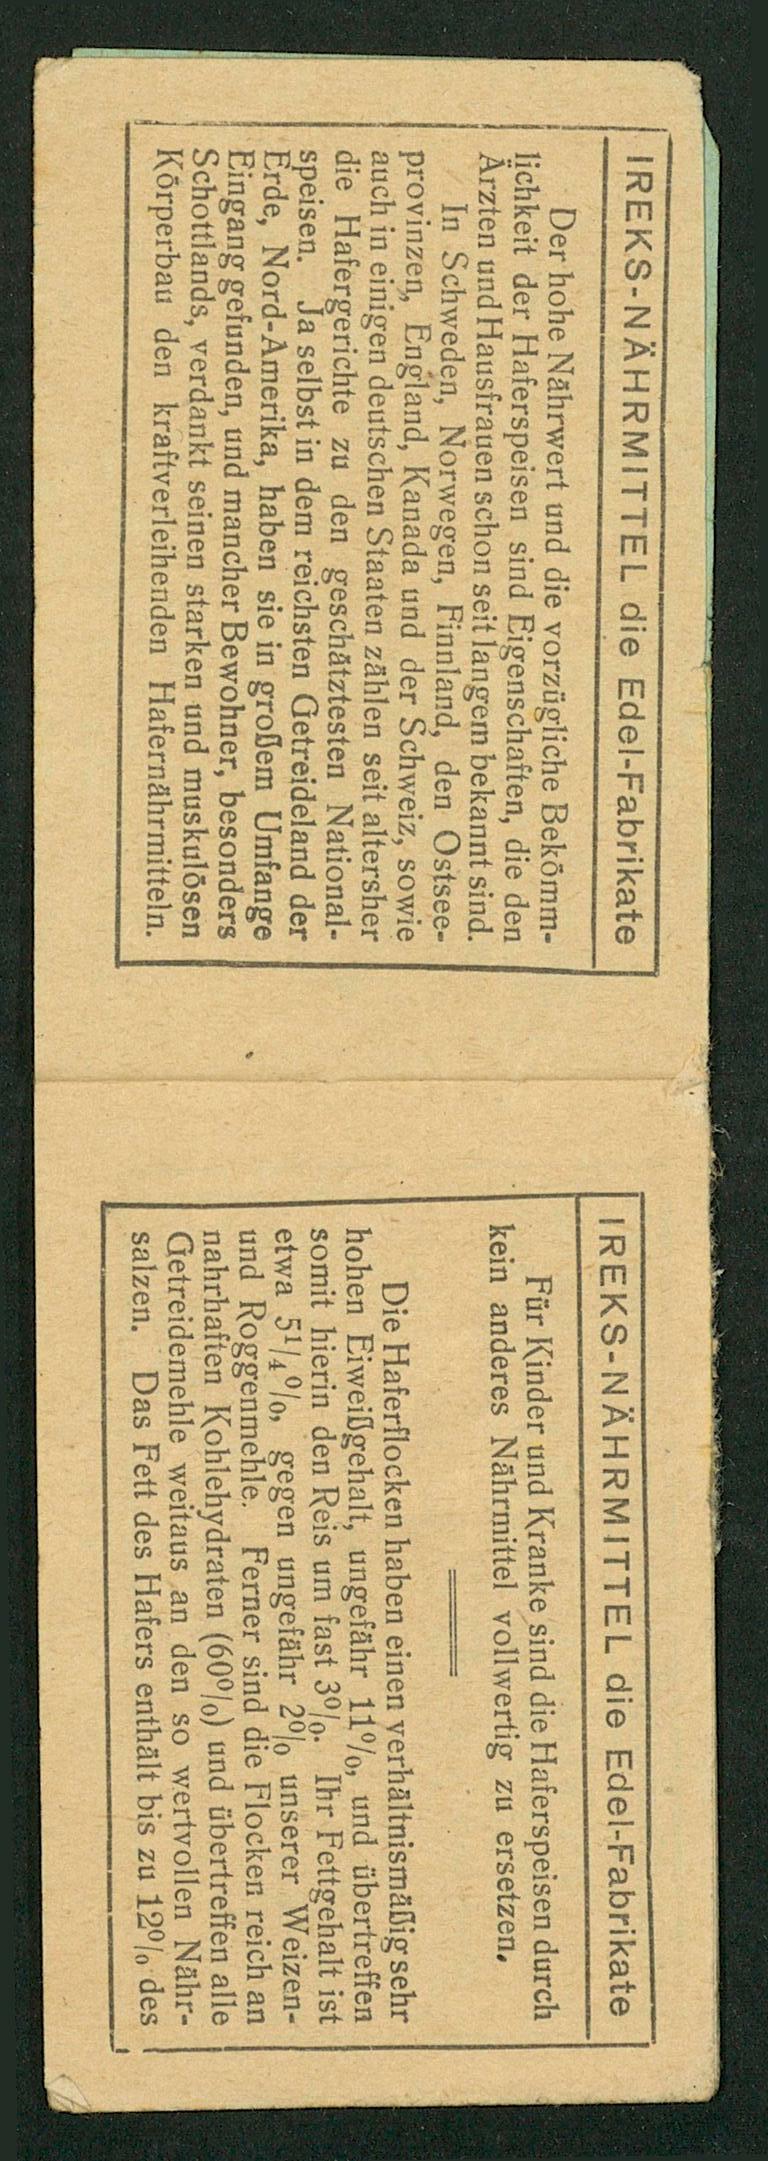 IREKS-NÄHRMITTEL die Edel-Fabrikate
Der hohe Nährwert und die vorzügliche Bekömm-
lichkeit der Haferspeisen sind Eigenschaften, die den
Ärzten und Hausfrauen schon seit langem bekannt sind.
In Schweden, Norwegen, Finnland, den Ostsee-
provinzen, England, Kanada und der Schweiz, sowie
auch in einigen deutschen Staaten zählen seit altersher
die Hafergerichte zu den geschätztesten National-
speisen. Ja selbst in dem reichsten Getreideland der
Erde, Nord-Amerika, haben sie in großem Umfange
Eingang gefunden, und mancher Bewohner, besonders
Schottlands, verdankt seinen starken und muskulösen
Körperbau den kraftverleihenden Hafernährmitteln.
IREKS-NÄHRMITTEL die Edel-Fabrikate
Für Kinder und Kranke sind die Haferspeisen durch
kein anderes Nährmittel vollwertig zu ersetzen.
Die Haferflocken haben einen verhältnismäßig sehr
hohen Eiweißgehalt, ungefähr 11%, und übertreffen
somit hierin den Reis um fast 3%. Ihr Fettgehalt ist
etwa 5¹/₄%, gegen ungefähr 2% unserer Weizen-
und Roggenmehle. Ferner sind die Flocken reich an
nahrhaften Kohlehydraten (60%) und übertreffen alle
Getreidemehle weitaus an den so wertvollen Nähr-
salzen. Das Fett des Hafers enthält bis zu 12% des